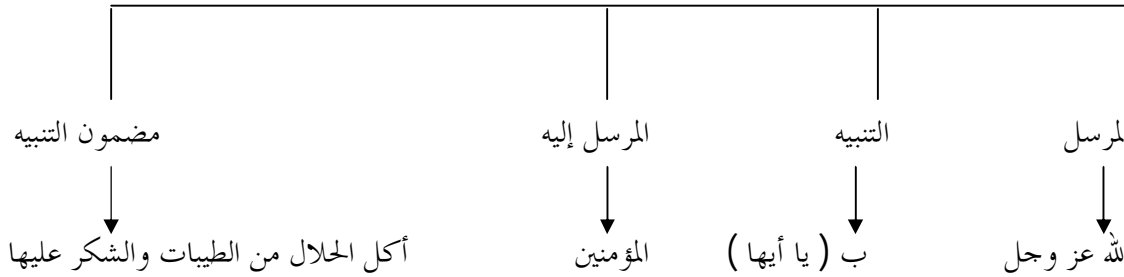 لمرسل التنبيه المرسل إليه مضمون التنبيه
لله عز وجل ب ( يا أيها ) المؤمنين أكل الحلال من الطيبات والشكر عليها